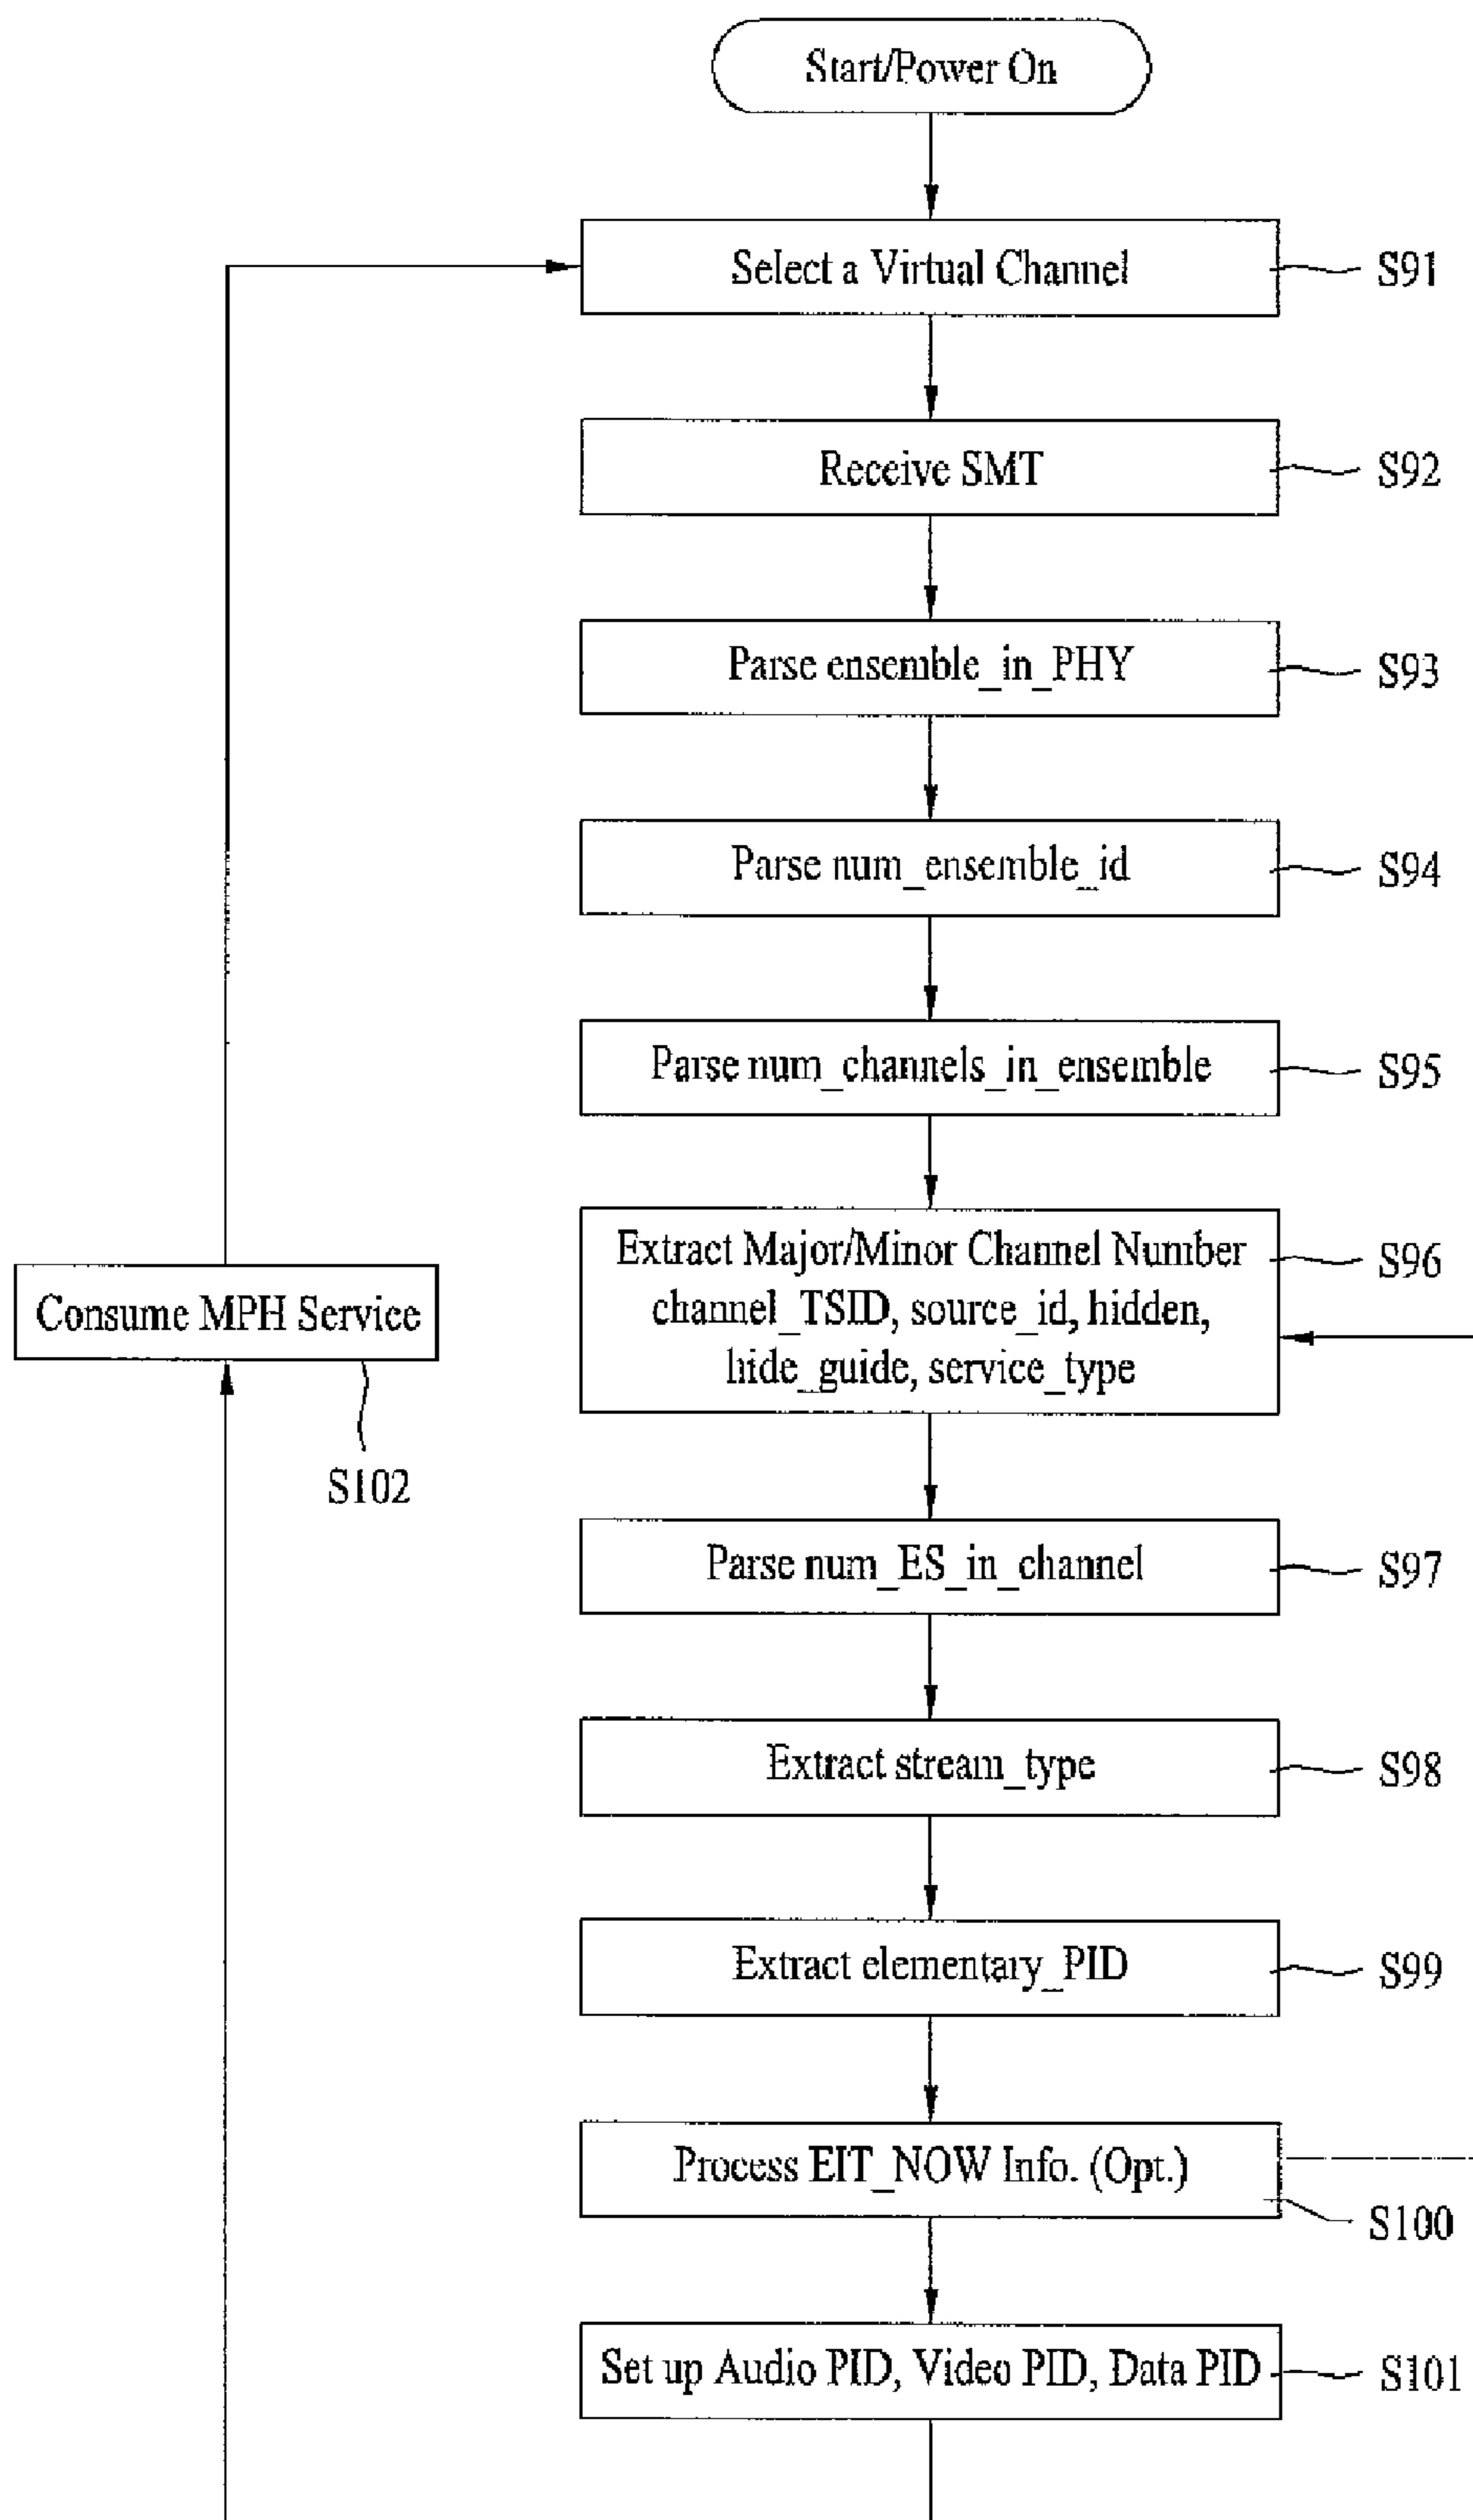 Start/Power On
Select a Virtual Channel
S91
Receive SMT
S92
Parse ensemble_in_PHY
S93
Parse num_ensemble_id
S94
Parse num_channels_in_ensemble
S95
Extract Major/Minor Channel Number
channel_TSID, source_id, hidden,
hide_guide, service_type
S96
Consume MPH Service
S102
Parse num_ES_in_channel
S97
Extract stream_type
S98
Extract elementary_PID
S99
Process EIT_NOW Info. (Opt.)
S100
Set up Audio PID, Video PID, Data PID
S101